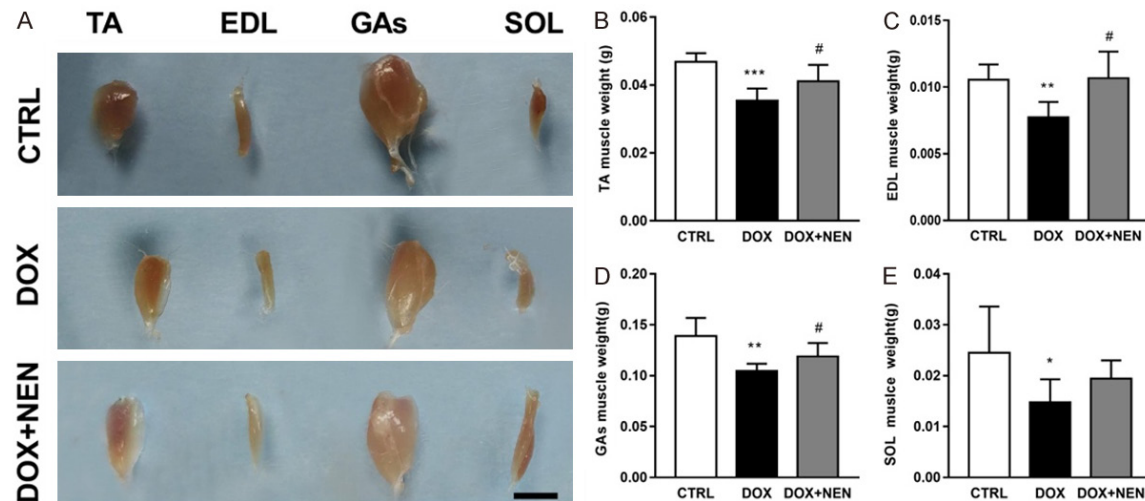 A
TA EDL GAs SOL
CTRL
DOX
DOX+NEN
B
TA muscle weight (g)
0.06
0.04
0.02
0.00
***
#
CTRL DOX DOX+NEN
C
EDL muscle weight(g)
0.015
0.010
0.005
0.000
**
#
CTRL DOX DOX+NEN
D
GAs muscle weight(g)
0.20
0.15
0.10
0.05
0.00
**
#
CTRL DOX DOX+NEN
E
SOL muslce weight(g)
0.04
0.03
0.02
0.01
0.00
*
CTRL DOX DOX+NEN